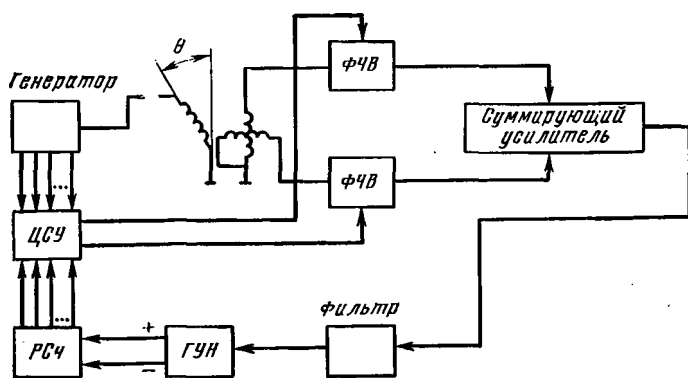 Генератор
θ
ФЧВ
Суммирующий
усилитель
ФЧВ
ЦСУ
фильтр
РСч
+
−
ГУН